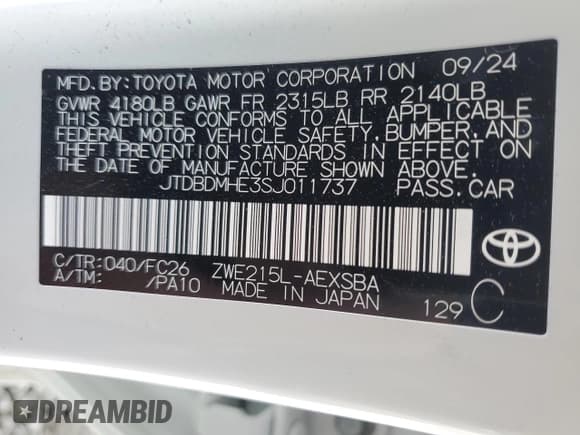 MFD.BY:TOYOTA MOTOR CORPORATION 09/24
GVWR 4180LB GAWR FR 2315LB RR 2140LB
THIS VEHICLE CONFORMS TO ALL APPLICABLE
FEDERAL MOTOR VEHICLE SAFETY,BUMPER,AND
THEFT PREVENTION STANDARDS IN EFFECT ON
THE DATE OF MANUFACTURE SHOWN ABOVE.
JTDBDMHE3SJ011737 PASS.CAR
C/TR:040/FC26 ZWE215L-AEXSBA
A/TM: /PA10 MADE IN JAPAN 129 C
DREAMBID